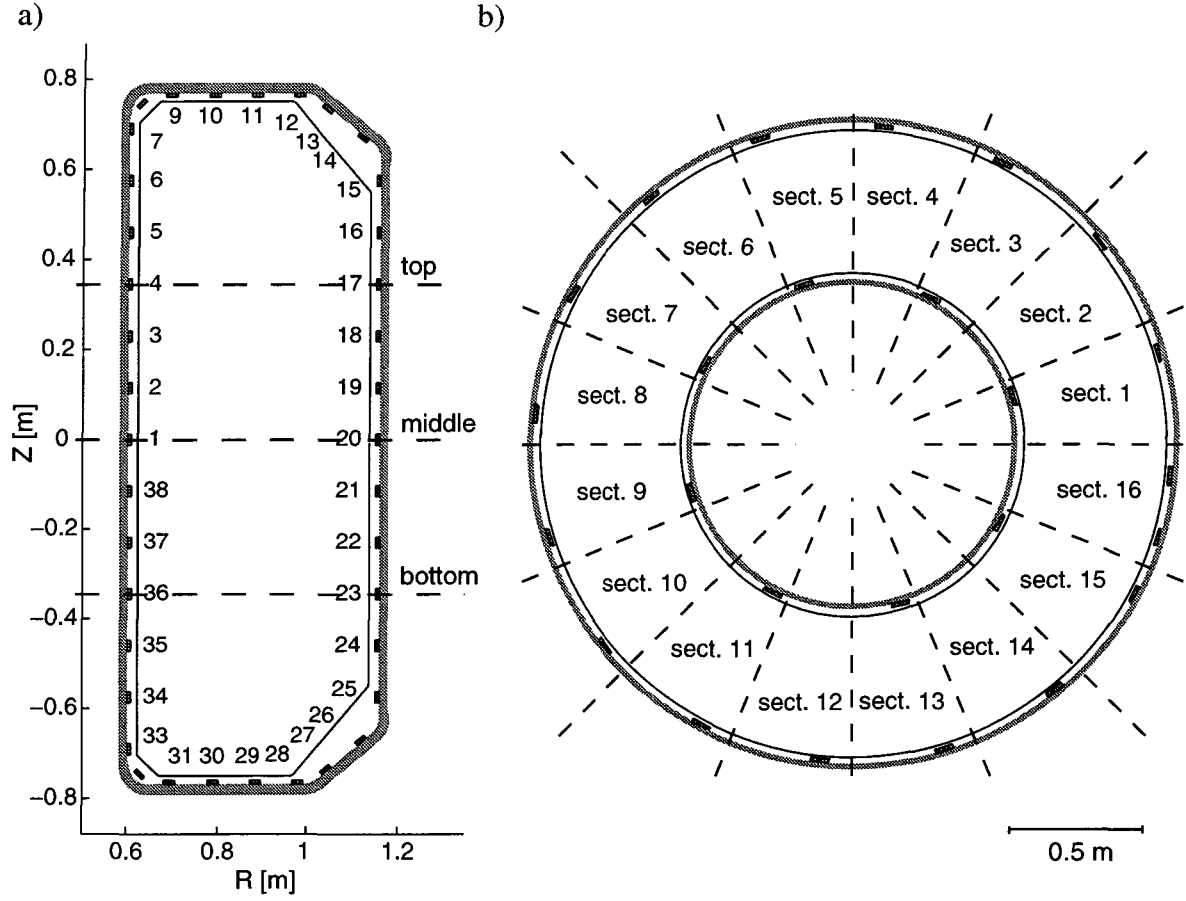 a)
b)
0.8
0.6
0.4
0.2
0
−0.2
−0.4
−0.6
−0.8
Z [m]
0.6 0.8 1 1.2
R [m]
9 10 11 12
13
14
15
7
6
5
4
3
2
1
38
37
36
35
34
33
31 30 29 28
27
26
25
24
23
22
21
20
19
18
17
16
top
middle
bottom
sect. 5 sect. 4
sect. 6 sect. 3
sect. 7 sect. 2
sect. 8 sect. 1
sect. 9 sect. 16
sect. 10 sect. 15
sect. 11 sect. 14
sect. 12 sect. 13
0.5 m